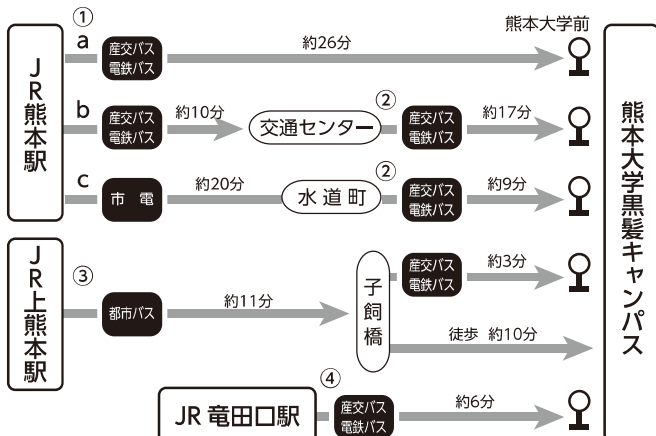 ①
熊本大学前
JR熊本駅
a
産交バス
電鉄バス
約26分
b
産交バス
電鉄バス
約10分
交通センター
②
産交バス
電鉄バス
約17分
c
市電
約20分
水道町
②
産交バス
電鉄バス
約9分
JR上熊本駅
③
都市バス
約11分
子飼橋
産交バス
電鉄バス
約3分
徒歩 約10分
JR 竜田口駅
④
産交バス
電鉄バス
約6分
熊本大学黒髪キャンパス